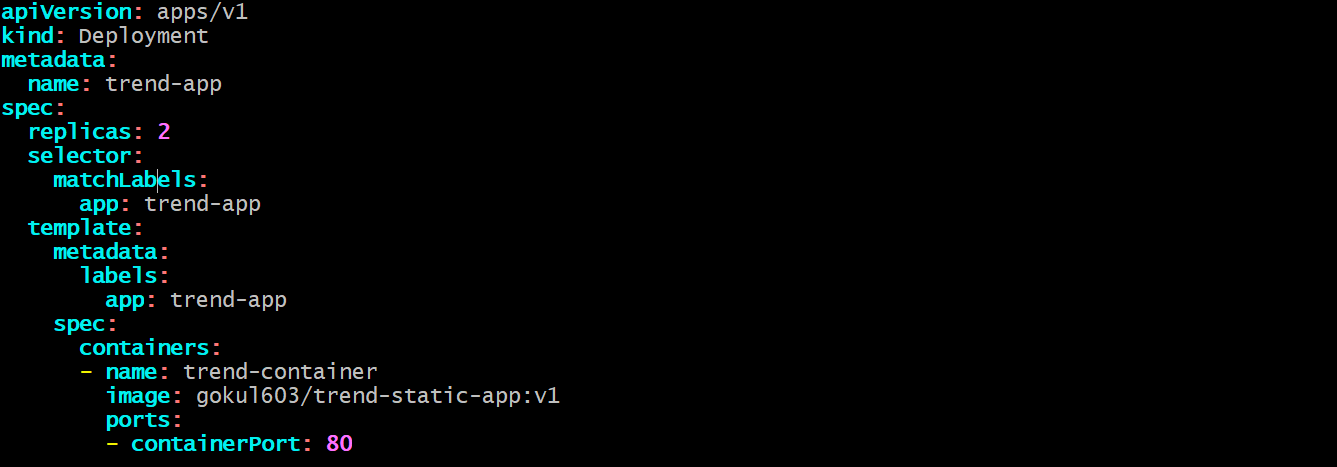 apiVersion: apps/v1
kind: Deployment
metadata:
  name: trend-app
spec:
  replicas: 2
  selector:
    matchLabels:
      app: trend-app
  template:
    metadata:
      labels:
        app: trend-app
    spec:
      containers:
      - name: trend-container
        image: gokul603/trend-static-app:v1
        ports:
        - containerPort: 80